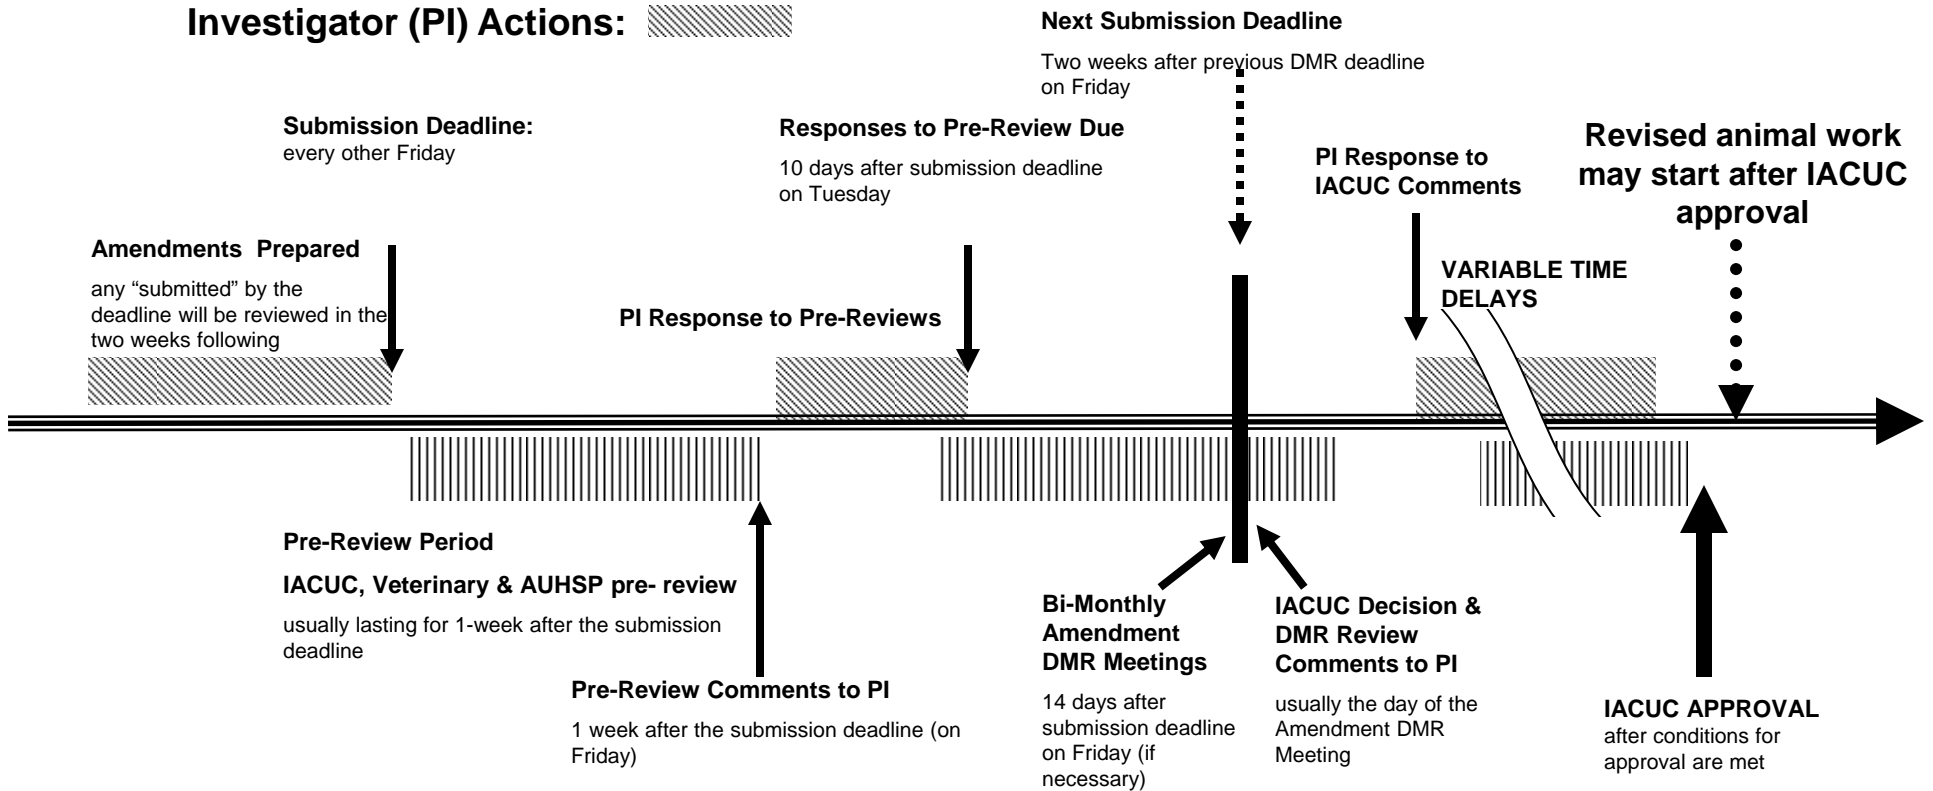 Investigator (PI) Actions:
Next Submission Deadline
Two weeks after previous DMR deadline
on Friday
Submission Deadline:
every other Friday
Responses to Pre-Review Due
10 days after submission deadline
on Tuesday
PI Response to
IACUC Comments
Revised animal work
may start after IACUC
approval
Amendments Prepared
any “submitted” by the
deadline will be reviewed in the
two weeks following
PI Response to Pre-Reviews
VARIABLE TIME
DELAYS
Pre-Review Period
IACUC, Veterinary & AUHSP pre- review
usually lasting for 1-week after the submission
deadline
Pre-Review Comments to PI
1 week after the submission deadline (on
Friday)
Bi-Monthly
Amendment
DMR Meetings
14 days after
submission deadline
on Friday (if
necessary)
IACUC Decision &
DMR Review
Comments to PI
usually the day of the
Amendment DMR
Meeting
IACUC APPROVAL
after conditions for
approval are met